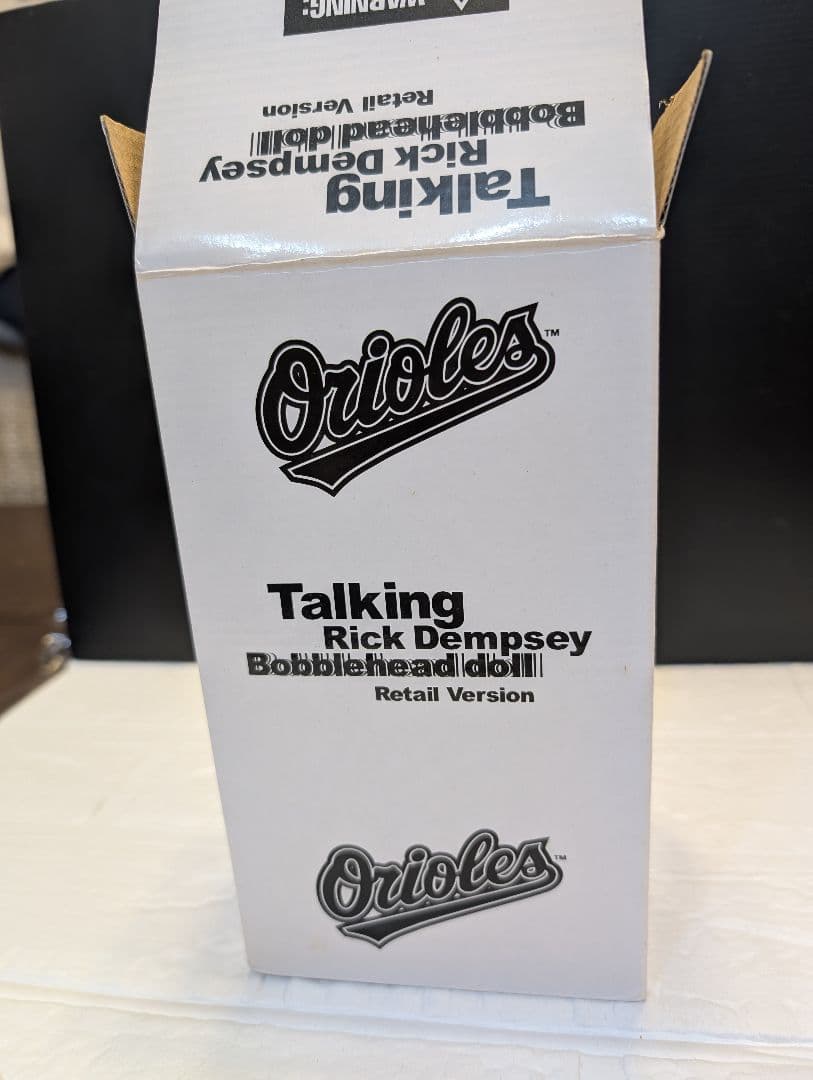 WARNING:
Retail Version
Bobblehead doll
Rick Dempsey
Talking
Orioles™
Talking
Rick Dempsey
Bobblehead doll
Retail Version
Orioles™